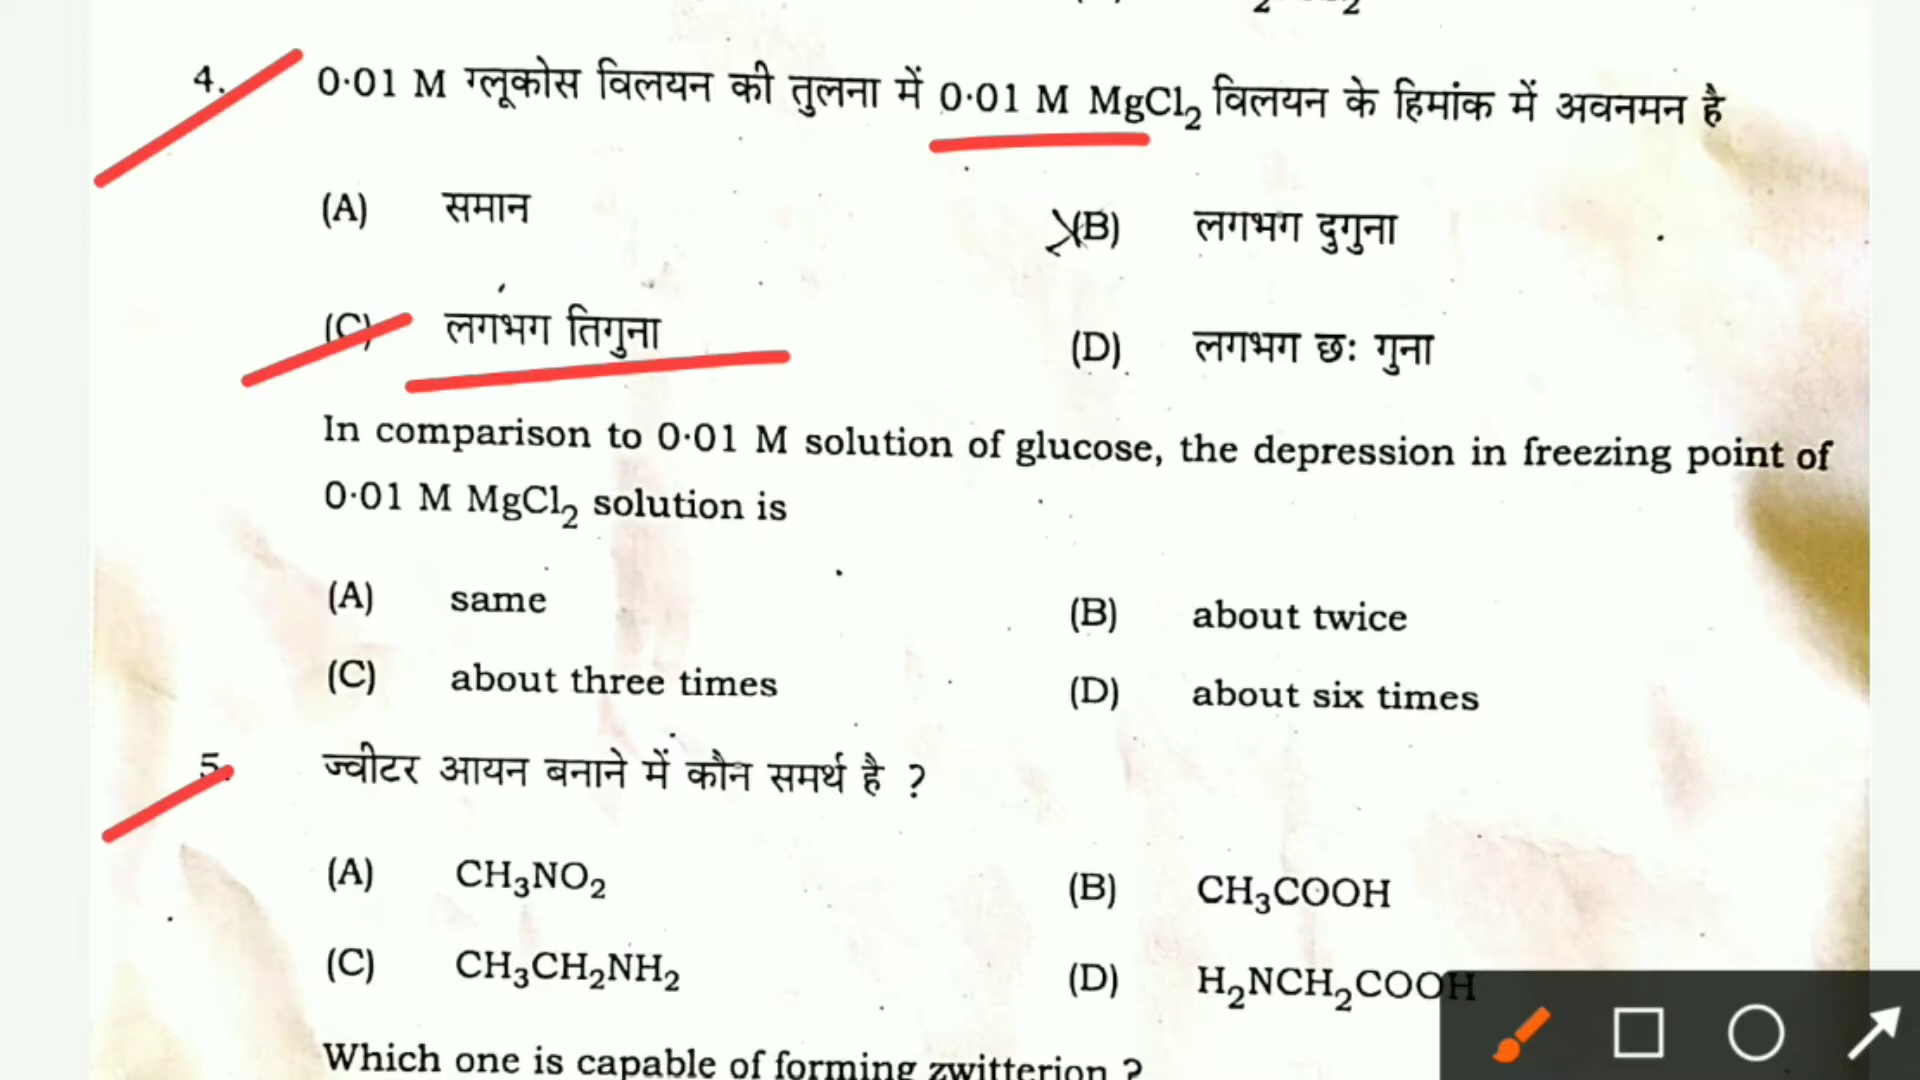 4. 0·01 M ग्लूकोस विलयन की तुलना में 0·01 M MgCl₂ विलयन के हिमांक में अवनमन है
(A) समान (B) लगभग दुगुना
(C) लगभग तिगुना (D) लगभग छः गुना
In comparison to 0·01 M solution of glucose, the depression in freezing point of
0·01 M MgCl₂ solution is
(A) same (B) about twice
(C) about three times (D) about six times
5. ज्वीटर आयन बनाने में कौन समर्थ है ?
(A) CH₃NO₂ (B) CH₃COOH
(C) CH₃CH₂NH₂ (D) H₂NCH₂COOH
Which one is capable of forming zwitterion ?